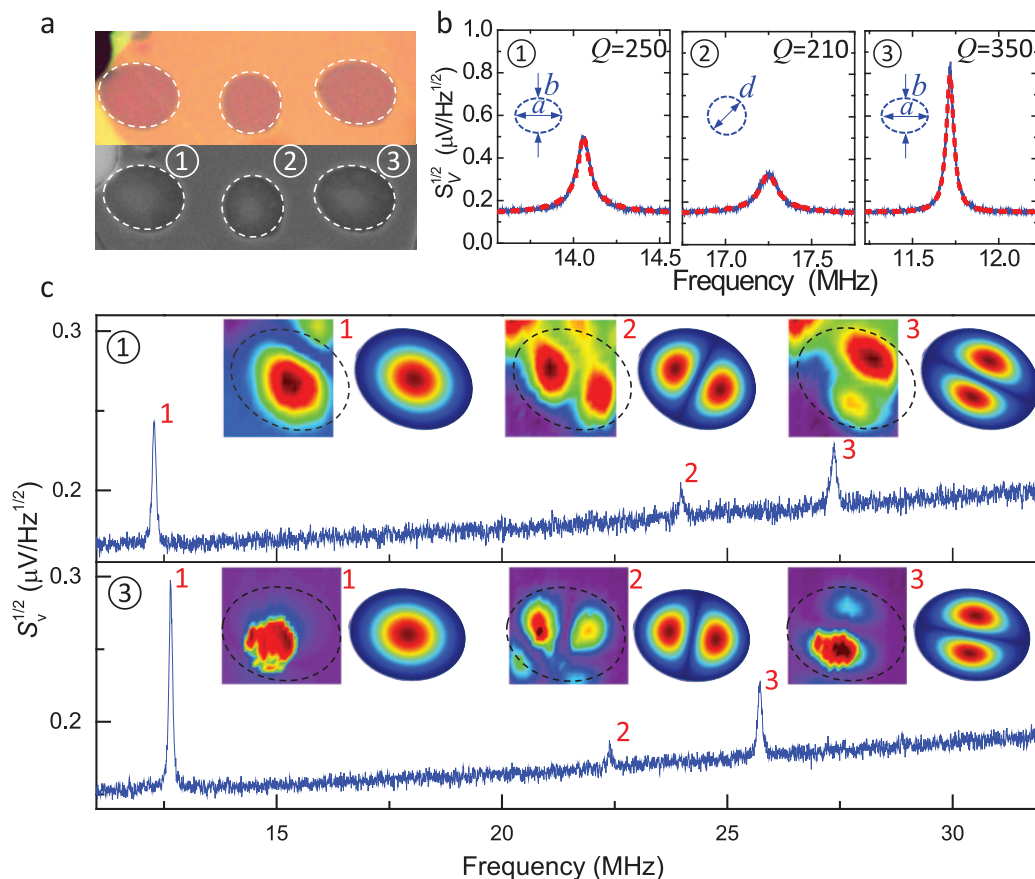 a
1 2 3
b
S_V^1/2 (μV/Hz^1/2)
1.0
0.8
0.6
0.4
0.2
0.0
1 Q=250
b
a
14.0 14.5
2 Q=210
d
17.0 17.5
3 Q=350
b
a
11.5 12.0
Frequency (MHz)
c
S_v^1/2 (μV/Hz^1/2)
0.3
0.2
1
1 2 3
1 2 3
0.3
0.2
3
1 2 3
1 2 3
15 20 25 30
Frequency (MHz)